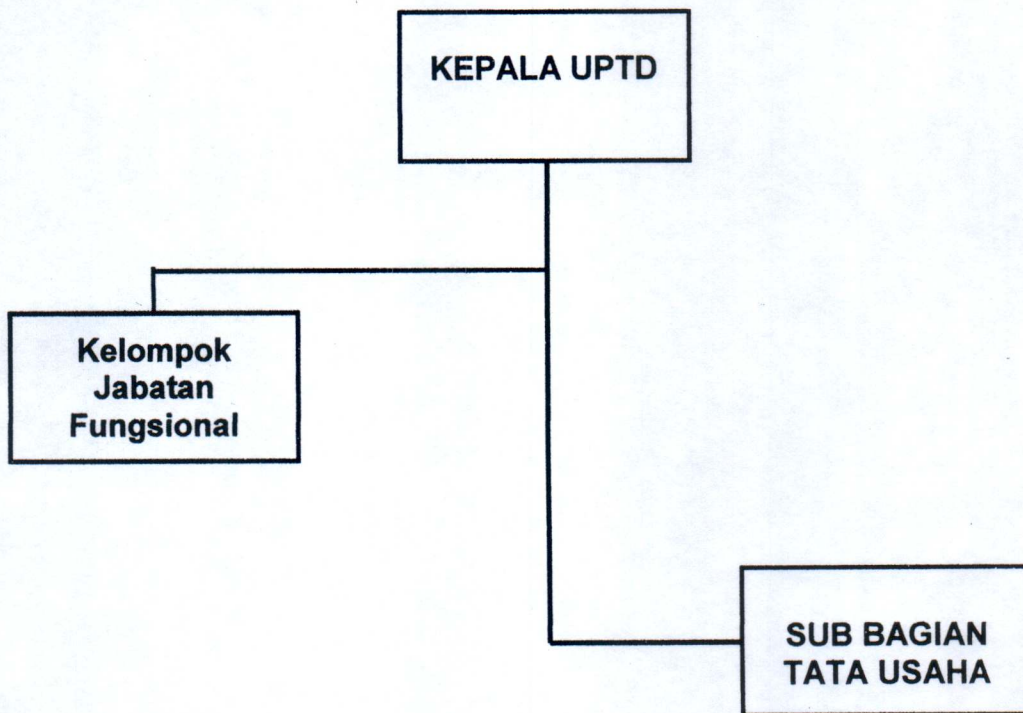 KEPALA UPTD
Kelompok
Jabatan
Fungsional
SUB BAGIAN
TATA USAHA